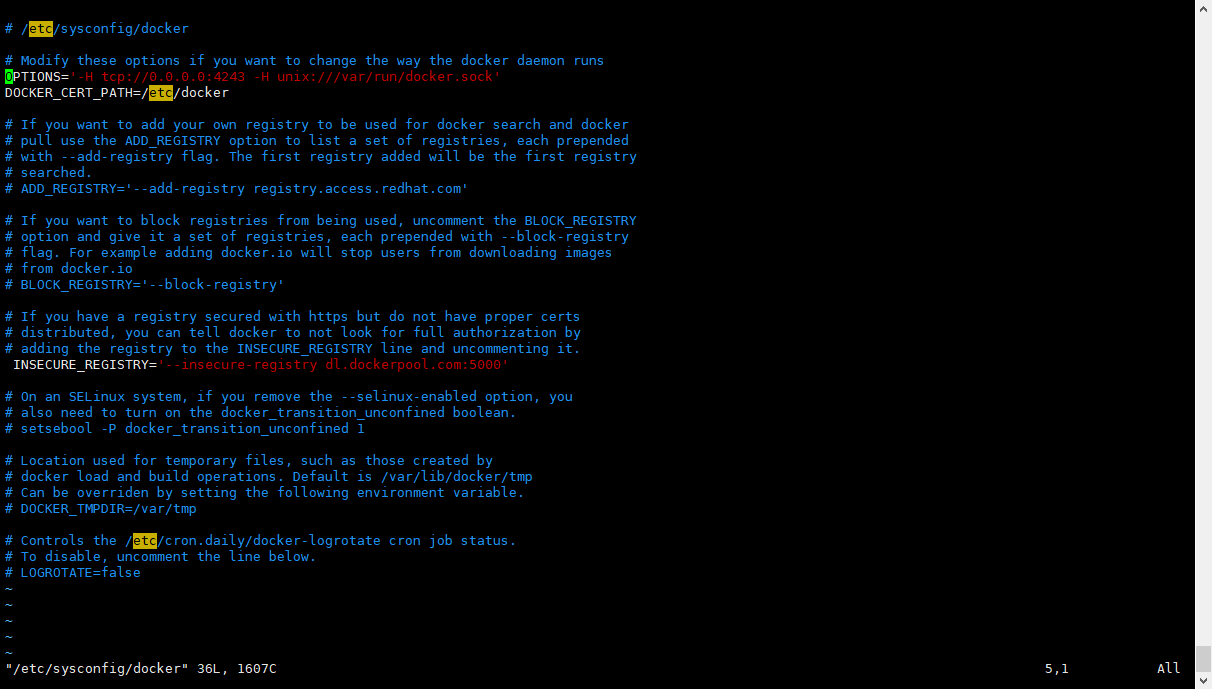 # /etc/sysconfig/docker
# Modify these options if you want to change the way the docker daemon runs
OPTIONS='-H tcp://0.0.0.0:4243 -H unix:///var/run/docker.sock'
DOCKER_CERT_PATH=/etc/docker
# If you want to add your own registry to be used for docker search and docker
# pull use the ADD_REGISTRY option to list a set of registries, each prepended
# with --add-registry flag. The first registry added will be the first registry
# searched.
# ADD_REGISTRY='--add-registry registry.access.redhat.com'
# If you want to block registries from being used, uncomment the BLOCK_REGISTRY
# option and give it a set of registries, each prepended with --block-registry
# flag. For example adding docker.io will stop users from downloading images
# from docker.io
# BLOCK_REGISTRY='--block-registry'
# If you have a registry secured with https but do not have proper certs
# distributed, you can tell docker to not look for full authorization by
# adding the registry to the INSECURE_REGISTRY line and uncommenting it.
 INSECURE_REGISTRY='--insecure-registry dl.dockerpool.com:5000'
# On an SELinux system, if you remove the --selinux-enabled option, you
# also need to turn on the docker_transition_unconfined boolean.
# setsebool -P docker_transition_unconfined 1
# Location used for temporary files, such as those created by
# docker load and build operations. Default is /var/lib/docker/tmp
# Can be overriden by setting the following environment variable.
# DOCKER_TMPDIR=/var/tmp
# Controls the /etc/cron.daily/docker-logrotate cron job status.
# To disable, uncomment the line below.
# LOGROTATE=false
~
~
~
~
~
"/etc/sysconfig/docker" 36L, 1607C 5,1 All